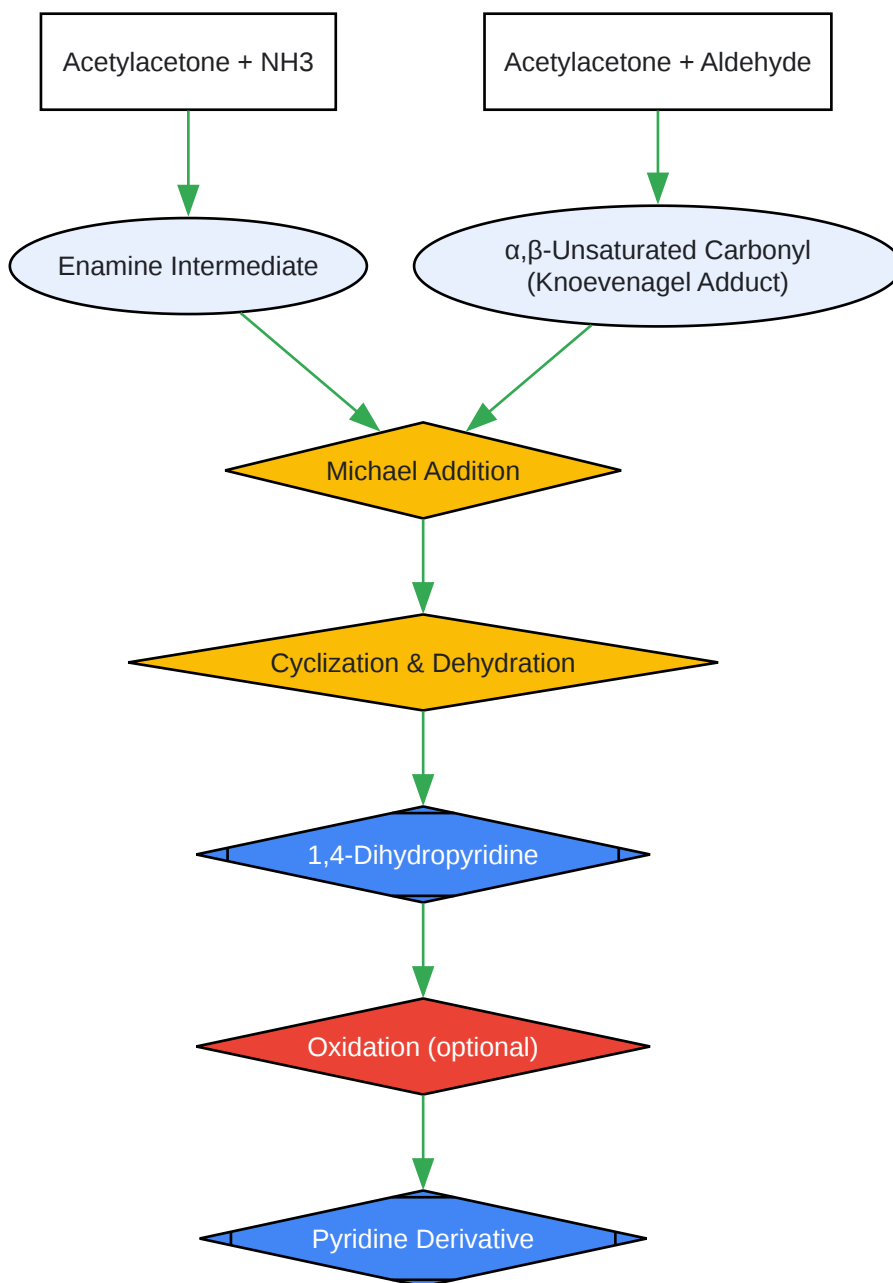 Acetylacetone + NH3
Acetylacetone + Aldehyde
Enamine Intermediate
α,β-Unsaturated Carbonyl
(Knoevenagel Adduct)
Michael Addition
Cyclization & Dehydration
1,4-Dihydropyridine
Oxidation (optional)
Pyridine Derivative